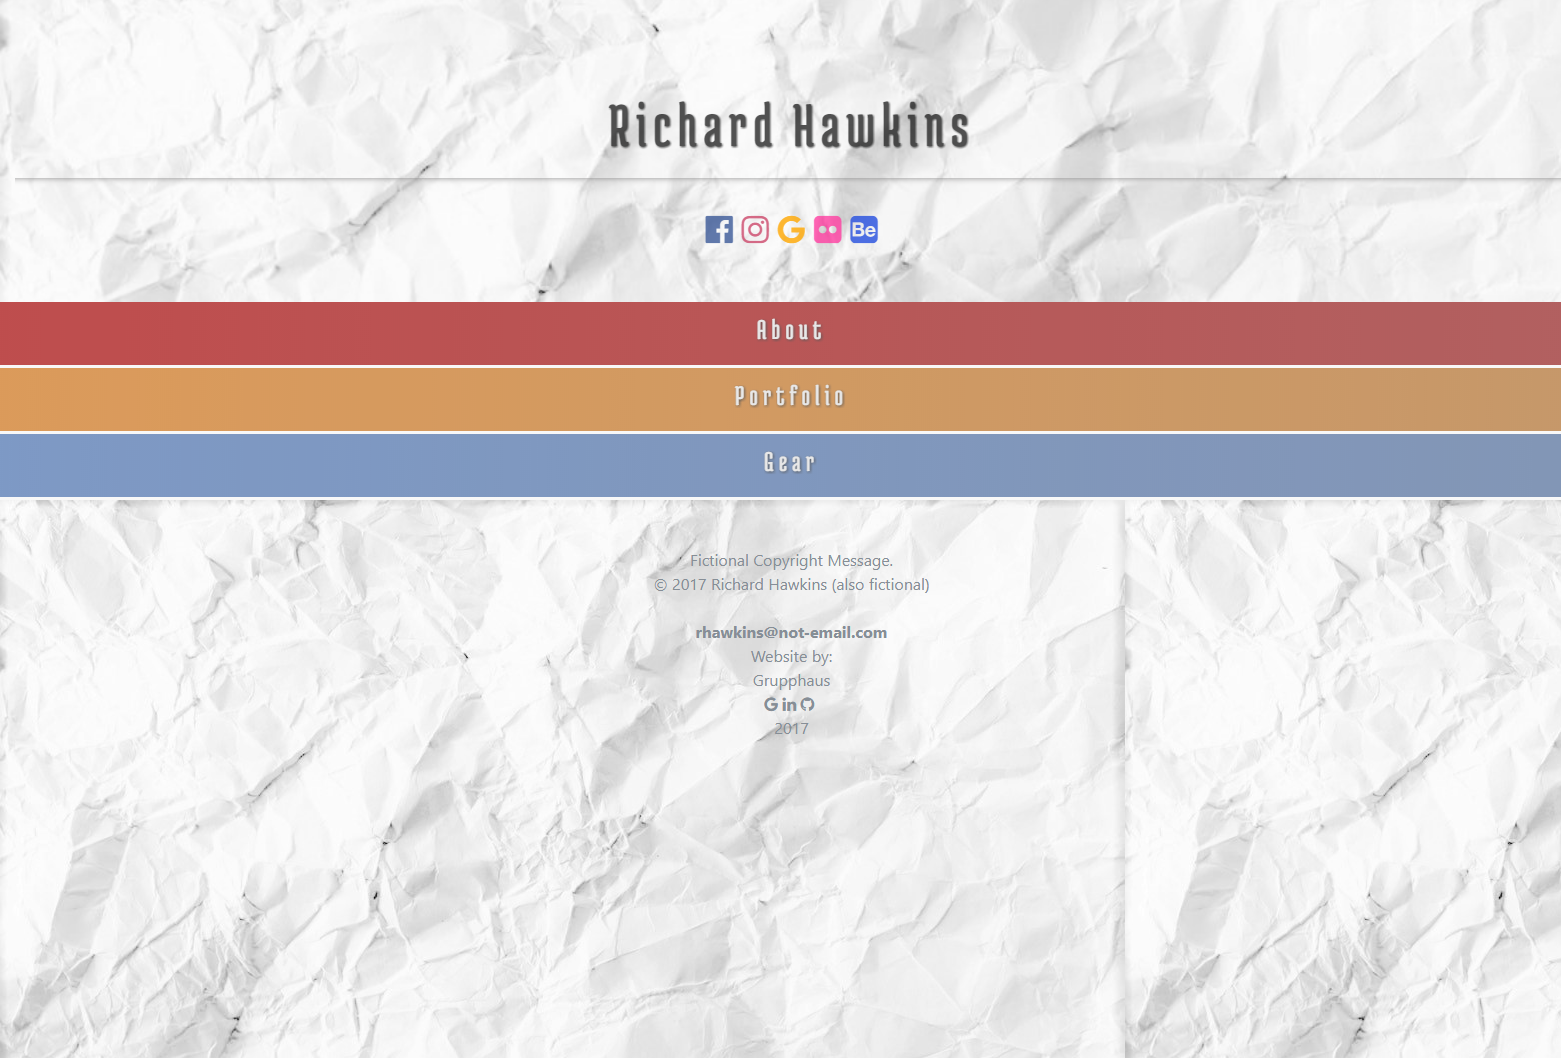 Richard Hawkins
Be
About
Portfolio
Gear
Fictional Copyright Message.
© 2017 Richard Hawkins (also fictional)
rhawkins@not-email.com
Website by:
Grupphaus
2017